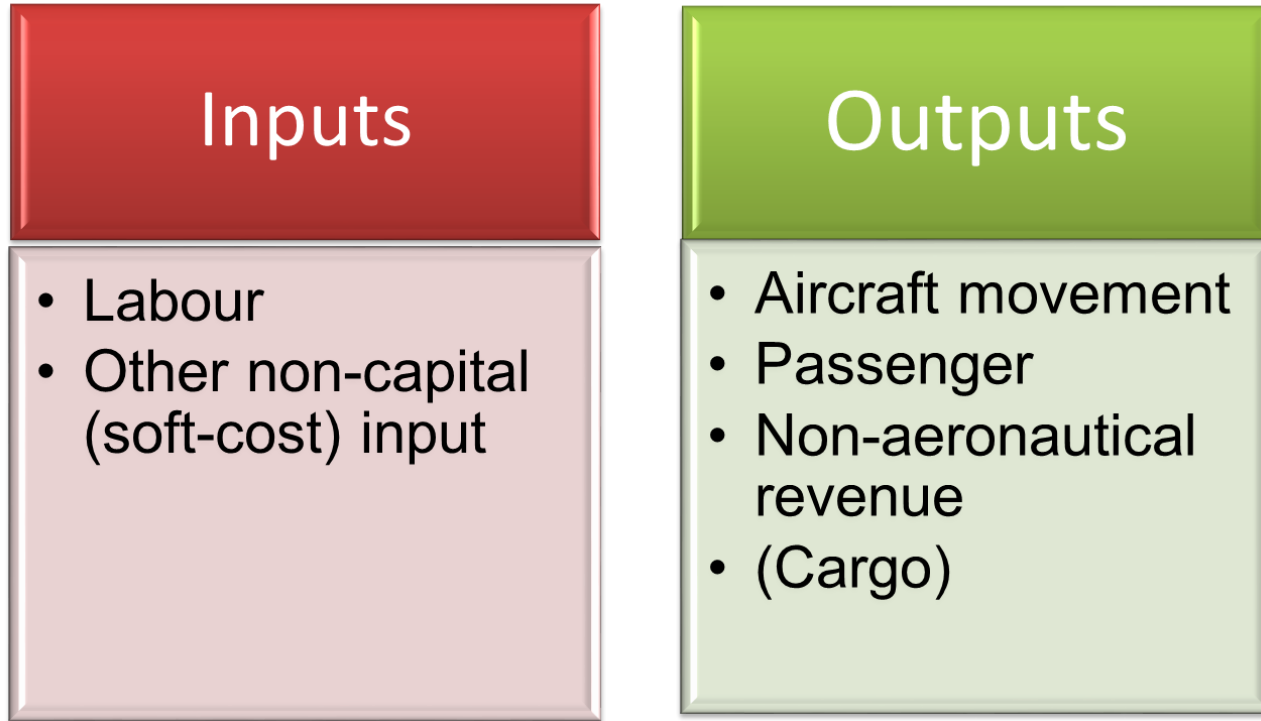 Inputs
• Labour
• Other non-capital
(soft-cost) input
Outputs
• Aircraft movement
• Passenger
• Non-aeronautical
revenue
• (Cargo)